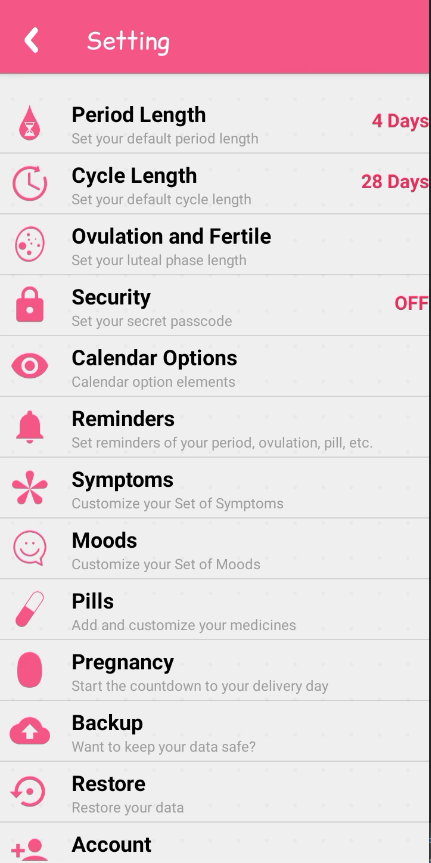 Setting
Period Length
4 Days
Set your default period length
Cycle Length
28 Days
Set your default cycle length
Ovulation and Fertile
Set your luteal phase length
Security
OFF
Set your secret passcode
Calendar Options
Calendar option elements
Reminders
Set reminders of your period, ovulation, pill, etc.
Symptoms
Customize your Set of Symptoms
Moods
Customize your Set of Moods
Pills
Add and customize your medicines
Pregnancy
Start the countdown to your delivery day
Backup
Want to keep your data safe?
Restore
Restore your data
Account